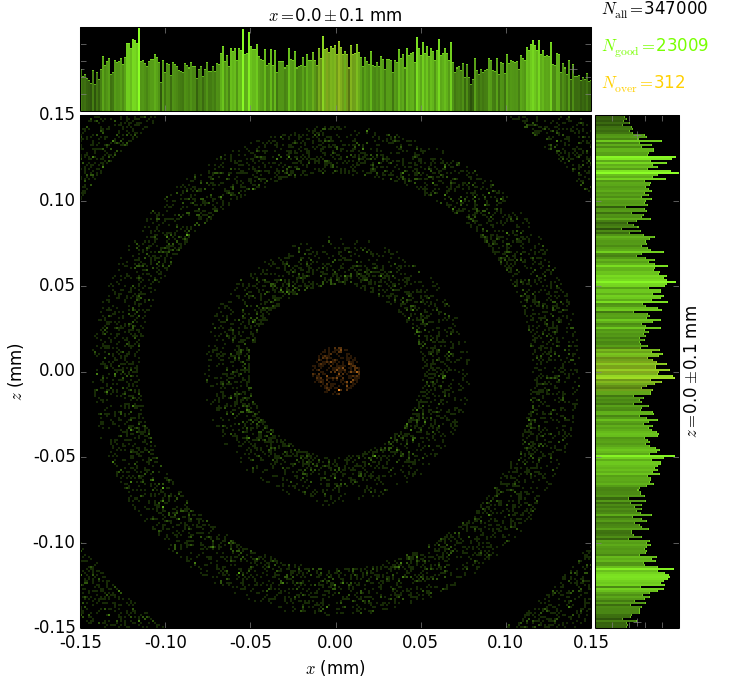 x=0.0±0.1 mm
N_all=347000
N_good=23009
N_over=312
0.15
0.10
0.05
0.00
-0.05
-0.10
-0.15
z (mm)
z=0.0±0.1 mm
-0.15 -0.10 -0.05 0.00 0.05 0.10 0.15
x (mm)